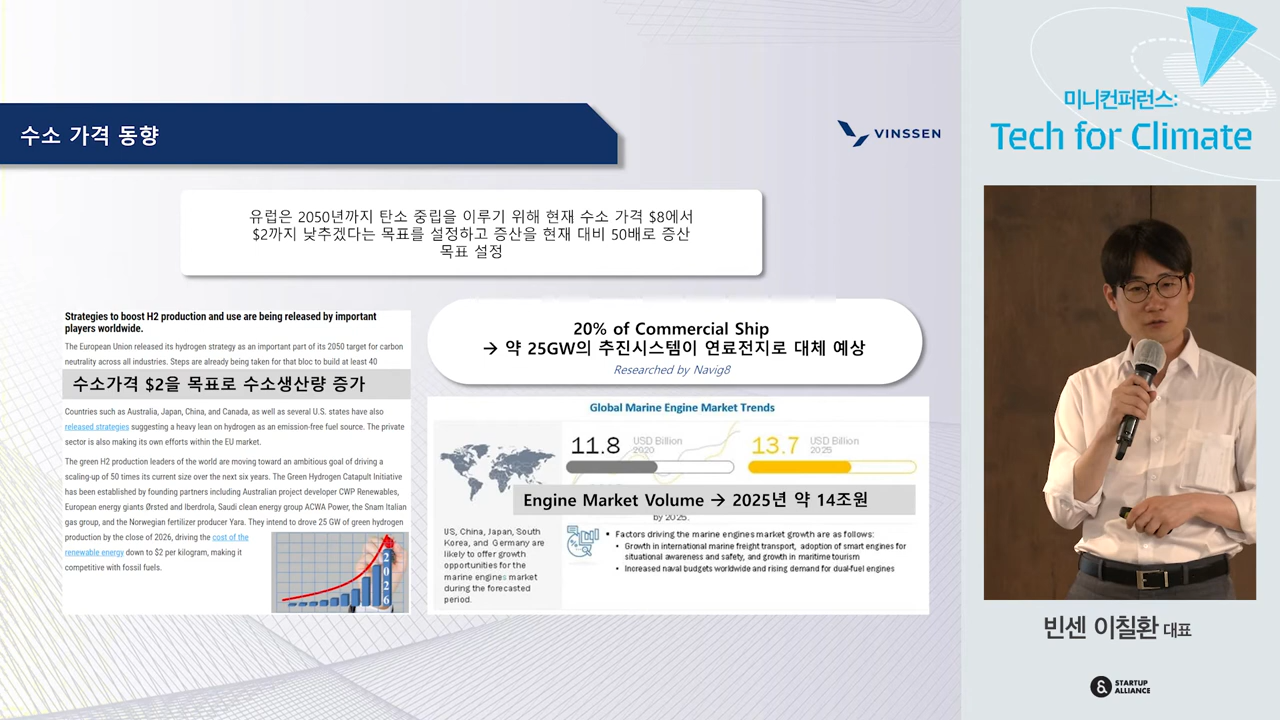 수소 가격 동향
VINSSEN
유럽은 2050년까지 탄소 중립을 이루기 위해 현재 수소 가격 $8에서
$2까지 낮추겠다는 목표를 설정하고 증산을 현재 대비 50배로 증산
목표 설정
Strategies to boost H2 production and use are being released by important
players worldwide.
The European Union released its hydrogen strategy as an important part of its 2050 target for carbon
neutrality across all industries. Steps are already being taken for that bloc to build at least 40
수소가격 $2을 목표로 수소생산량 증가
Countries such as Australia, Japan, China, and Canada, as well as several U.S. states have also
released strategies suggesting a heavy lean on hydrogen as an emission-free fuel source. The private
sector is also making its own efforts within the EU market.
The green H2 production leaders of the world are moving toward an ambitious goal of driving a
scaling-up of 50 times its current size over the next six years. The Green Hydrogen Catapult Initiative
has been established by founding partners including Australian project developer CWP Renewables,
European energy giants Ørsted and Iberdrola, Saudi clean energy group ACWA Power, the Snam Italian
gas group, and the Norwegian fertilizer producer Yara. They intend to drove 25 GW of green hydrogen
production by the close of 2026, driving the cost of the
renewable energy down to $2 per kilogram, making it
competitive with fossil fuels.
2026
20% of Commercial Ship
→ 약 25GW의 추진시스템이 연료전지로 대체 예상
Researched by Navig8
Global Marine Engine Market Trends
11.8 USD Billion
2020
13.7 USD Billion
2025
Engine Market Volume → 2025년 약 14조원
by 2025.
US, China, Japan, South
Korea, and Germany are
likely to offer growth
opportunities for the
marine engines market
during the forecasted
period.
• Factors driving the marine engines market growth are as follows:
• Growth in international marine freight transport, adoption of smart engines for
situational awareness and safety, and growth in maritime tourism
• Increased naval budgets worldwide and rising demand for dual-fuel engines
미니컨퍼런스:
Tech for Climate
빈센 이칠환 대표
STARTUP
ALLIANCE